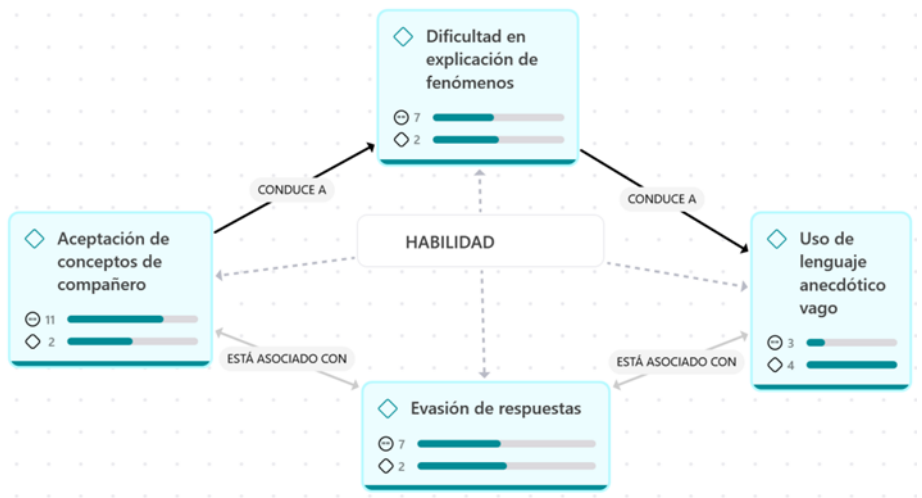 Dificultad en
explicación de
fenómenos
7
2
CONDUCE A
CONDUCE A
HABILIDAD
Aceptación de
conceptos de
compañero
11
2
Uso de
lenguaje
anecdótico
vago
3
4
ESTÁ ASOCIADO CON
ESTÁ ASOCIADO CON
Evasión de respuestas
7
2